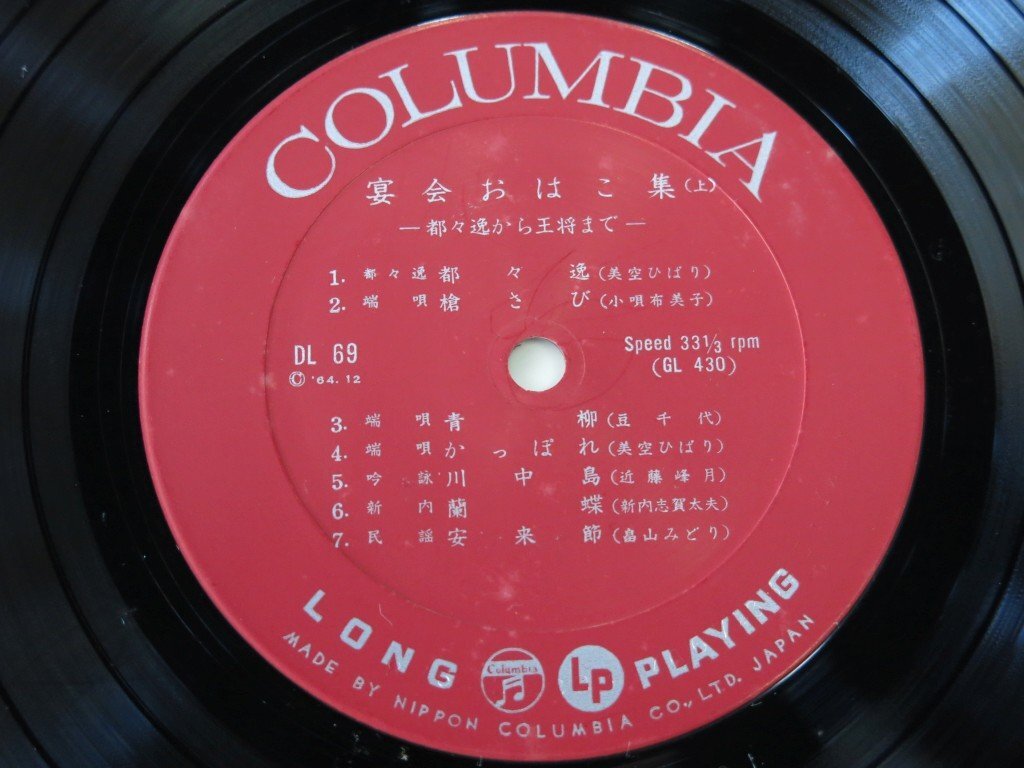 COLUMBIA
宴会おはこ集(上)
—都々逸から王将まで—
1. 都々逸 都々逸(美空ひばり)
2. 端唄 槍さび(小唄布美子)
DL 69
Ⓒ '64. 12
Speed 33 1/3 rpm
(GL 430)
3. 端唄 青柳(豆千代)
4. 端唄 かっぽれ(美空ひばり)
5. 吟詠 川中島(近藤峰月)
6. 新内 蘭蝶(新内志賀太夫)
7. 民謡 安来節(畠山みどり)
LONG PLAYING
Columbia
LP
MADE BY NIPPON COLUMBIA CO., LTD. JAPAN